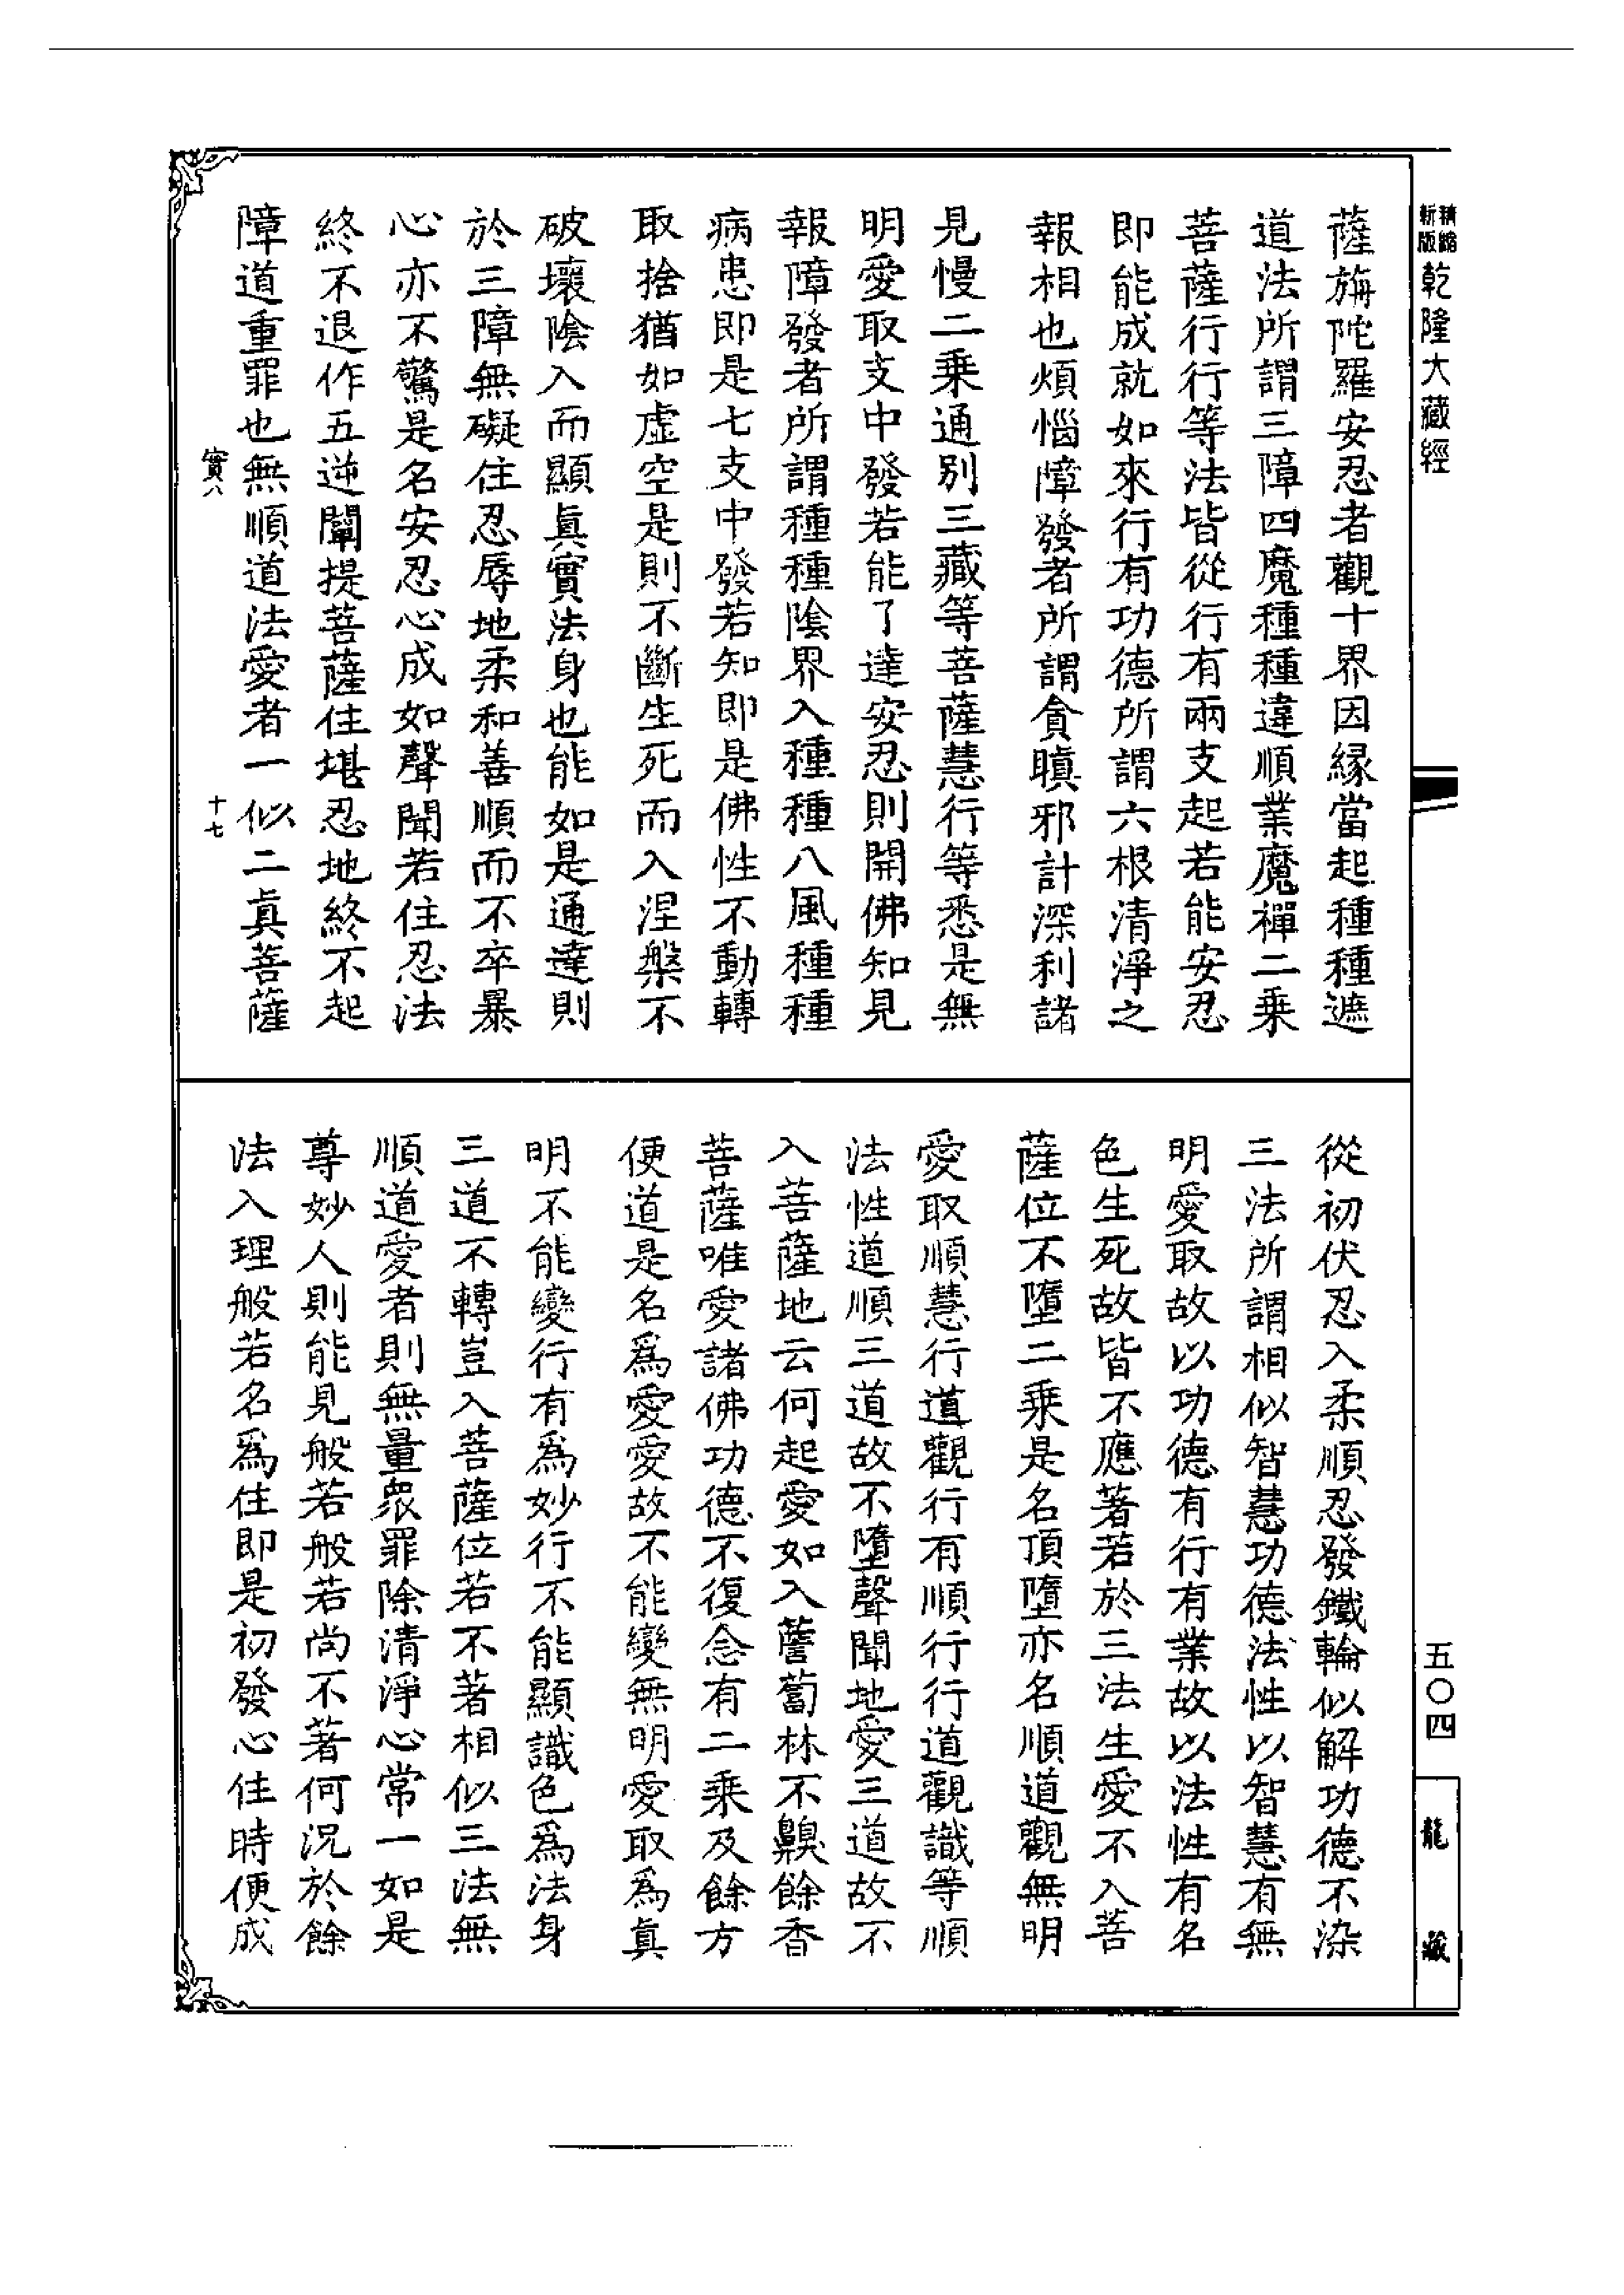 精縮新版 乾隆大藏經
薩旃陀羅安忍者觀十界因緣當起種種遮
道法所謂三障四魔種種違順業魔禪二乘
菩薩行行等法皆從行有兩支起若能安忍
即能成就如來行有功德所謂六根清淨之
報相也煩惱障發者所謂貪瞋邪計深利諸
見慢二乘通別三藏等菩薩慧行等悉是無
明愛取支中發若能了達安忍則開佛知見
報障發者所謂種種陰界入種種八風種種
病患即是七支中發若知即是佛性不動轉
取捨猶如虛空是則不斷生死而入涅槃不
破壞陰入而顯真實法身也能如是通達則
於三障無礙住忍辱地柔和善順而不卒暴
心亦不驚是名安忍心成如聲聞若住忍法
終不退作五逆闡提菩薩住堪忍地終不起
障道重罪也無順道法愛者一似二真菩薩
實八 十七
從初伏忍入柔順忍發鐵輪似解功德不染
三法所謂相似智慧功德法性以智慧有無
明愛取故以功德有行有業故以法性有名
色生死故皆不應著若於三法生愛不入菩
薩位不墮二乘是名頂墮亦名順道觀無明
愛取順慧行道觀行有順行行道觀識等順
法性道順三道故不墮聲聞地愛三道故不
入菩薩地云何起愛如入薝蔔林不齅餘香
菩薩唯愛諸佛功德不復念有二乘及餘方
便道是名為愛愛故不能變無明愛取為真
明不能變行有為妙行不能顯識色為法身
三道不轉豈入菩薩位若不著相似三法無
順道愛者則無量衆罪除清淨心常一如是
尊妙人則能見般若般若尚不著何況於餘
法入理般若名為住即是初發心住時便成
五〇四
龍藏